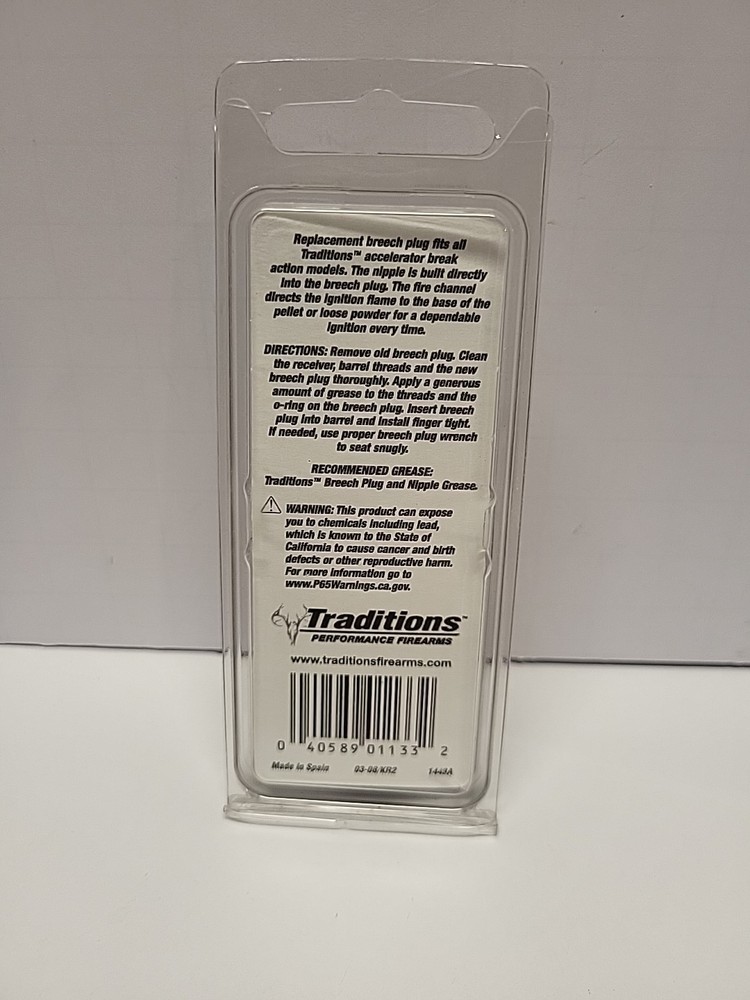 Replacement breech plug fits all
Traditions™ accelerator break
action models. The nipple is built directly
into the breech plug. The fire channel
directs the ignition flame to the base of the
pellet or loose powder for a dependable
ignition every time.
DIRECTIONS: Remove old breech plug. Clean
the receiver, barrel threads and the new
breech plug thoroughly. Apply a generous
amount of grease to the threads and the
o-ring on the breech plug. Insert breech
plug into barrel and install finger tight.
If needed, use proper breech plug wrench
to seat snugly.
RECOMMENDED GREASE:
Traditions™ Breech Plug and Nipple Grease.
WARNING: This product can expose
you to chemicals including lead,
which is known to the State of
California to cause cancer and birth
defects or other reproductive harm.
For more information go to
www.P65Warnings.ca.gov.
Traditions™
PERFORMANCE FIREARMS
www.traditionsfirearms.com
0 40589 01133 2
Made in Spain 03-08/KR2 1443A